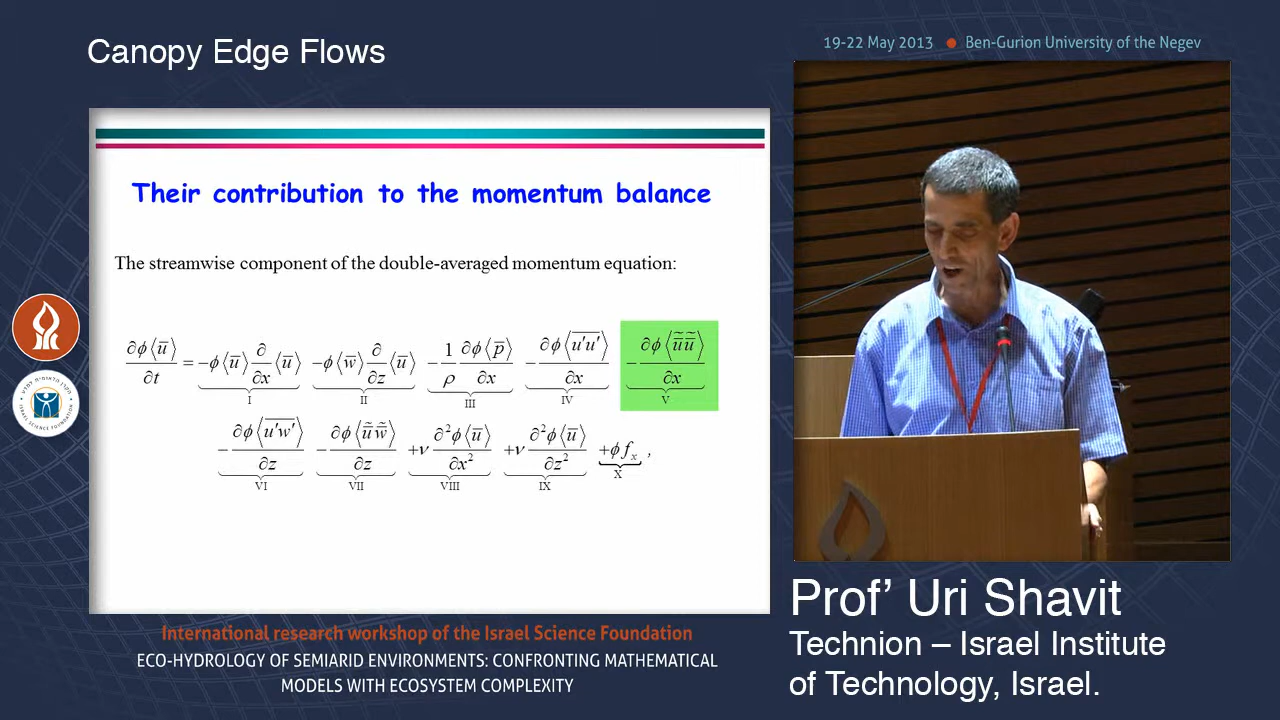 Canopy Edge Flows
19-22 May 2013 ● Ben-Gurion University of the Negev
Their contribution to the momentum balance
The streamwise component of the double-averaged momentum equation:
∂ϕ⟨u̅⟩/∂t = −ϕ⟨u̅⟩ ∂/∂x ⟨u̅⟩ (I) −ϕ⟨w̅⟩ ∂/∂z ⟨u̅⟩ (II) −1/ρ ∂ϕ⟨p̅⟩/∂x (III) −∂ϕ⟨u̅'̅u̅'̅⟩/∂x (IV) −∂ϕ⟨ũ̅ ũ̅⟩/∂x (V)
−∂ϕ⟨u̅'̅w̅'̅⟩/∂z (VI) −∂ϕ⟨ũ̅ w̃̅⟩/∂z (VII) +ν ∂²ϕ⟨u̅⟩/∂x² (VIII) +ν ∂²ϕ⟨u̅⟩/∂z² (IX) +ϕfₓ (X) ,
Prof’ Uri Shavit
Technion – Israel Institute
of Technology, Israel.
International research workshop of the Israel Science Foundation
ECO-HYDROLOGY OF SEMIARID ENVIRONMENTS: CONFRONTING MATHEMATICAL
MODELS WITH ECOSYSTEM COMPLEXITY